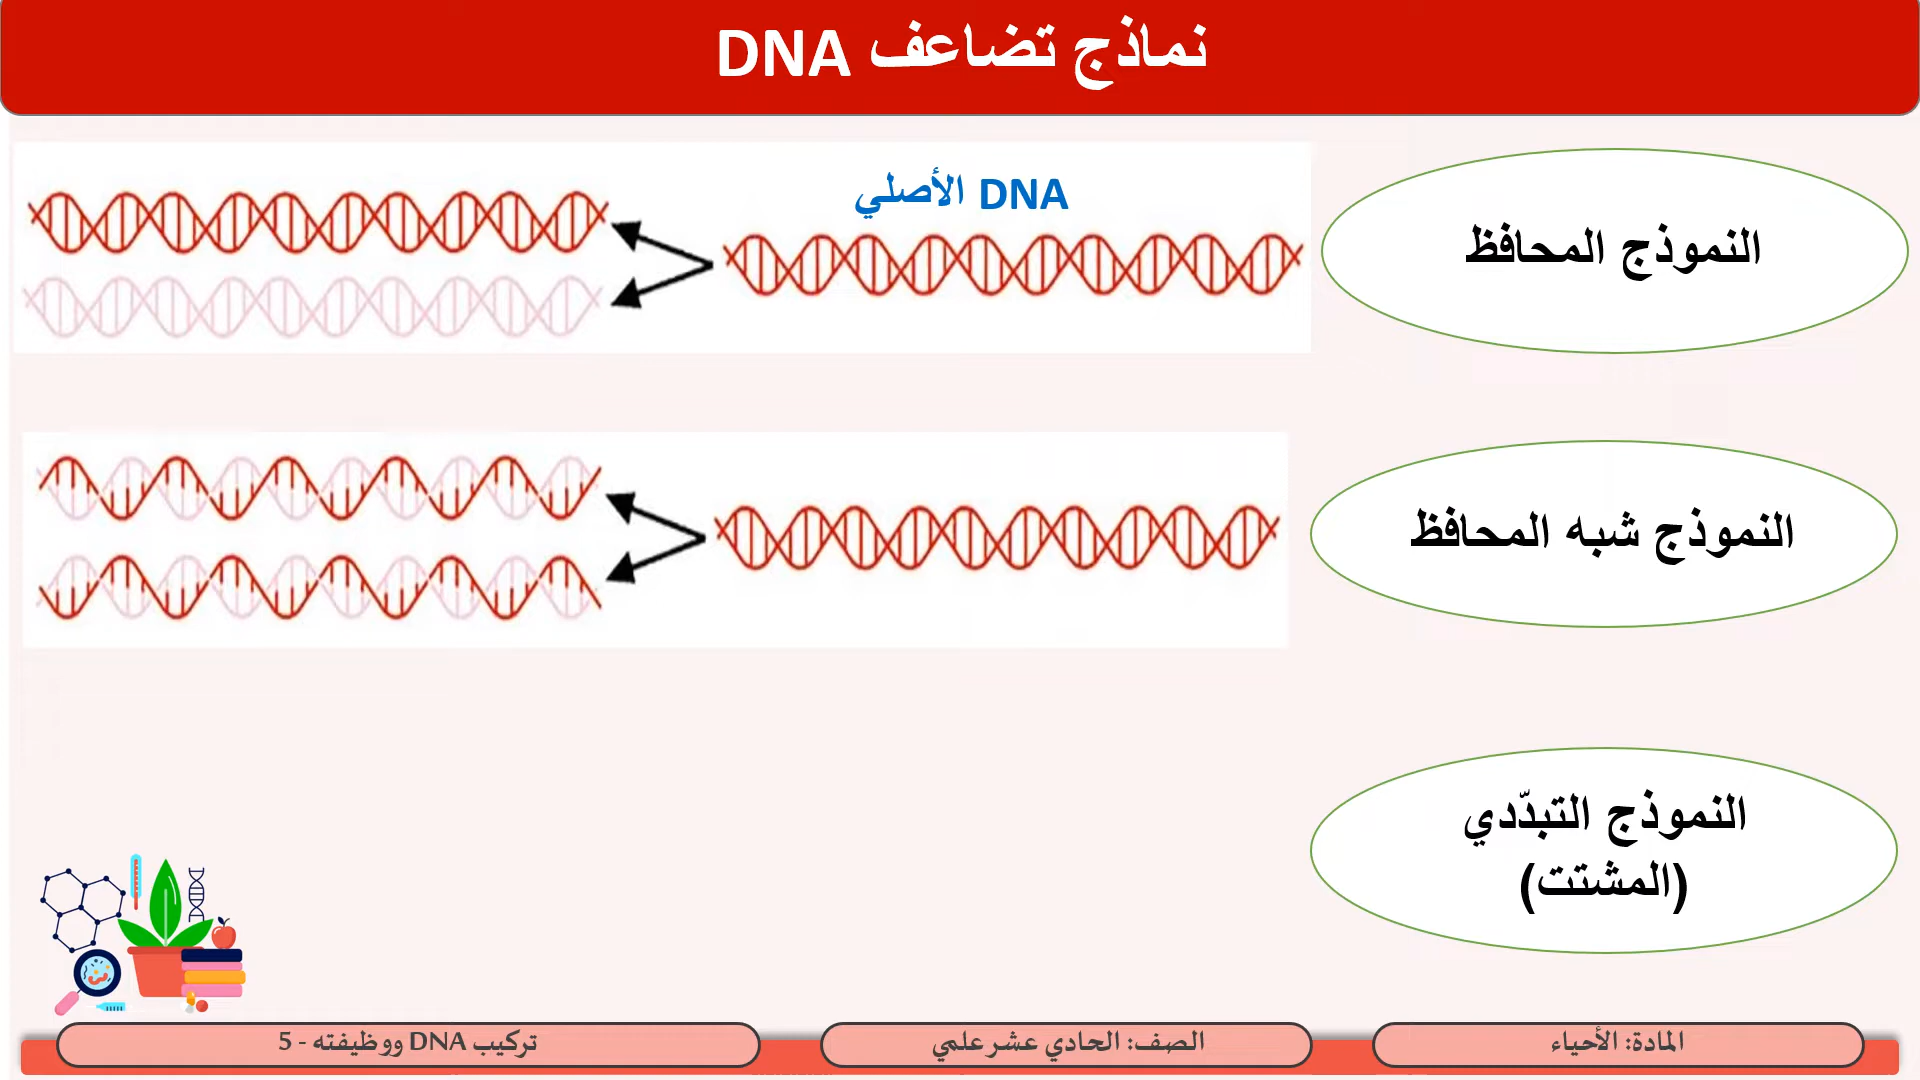 نماذج تضاعف DNA
DNA الأصلي
النموذج المحافظ
النموذج شبه المحافظ
النموذج التبدّدي
(المشتت)
المادة: الأحياء
الصف: الحادي عشر علمي
تركيب DNA ووظيفته - 5